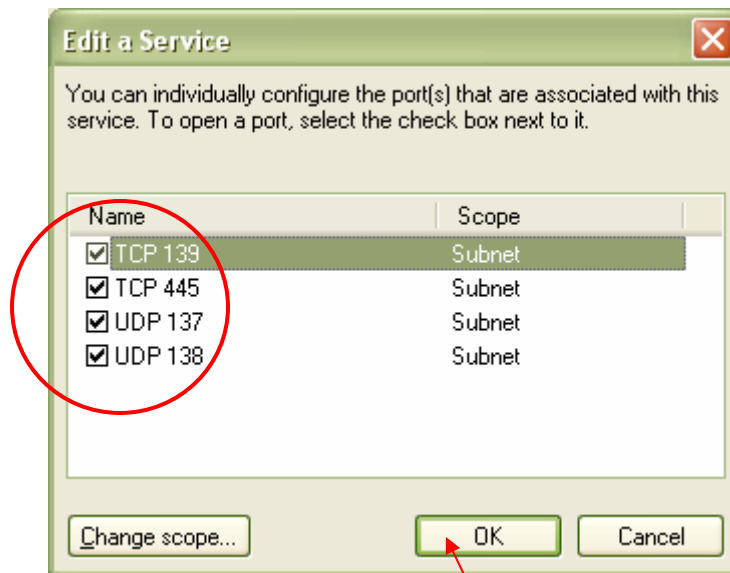 Edit a Service
You can individually configure the port(s) that are associated with this
service. To open a port, select the check box next to it.
Name Scope
TCP 139 Subnet
TCP 445 Subnet
UDP 137 Subnet
UDP 138 Subnet
Change scope... OK Cancel